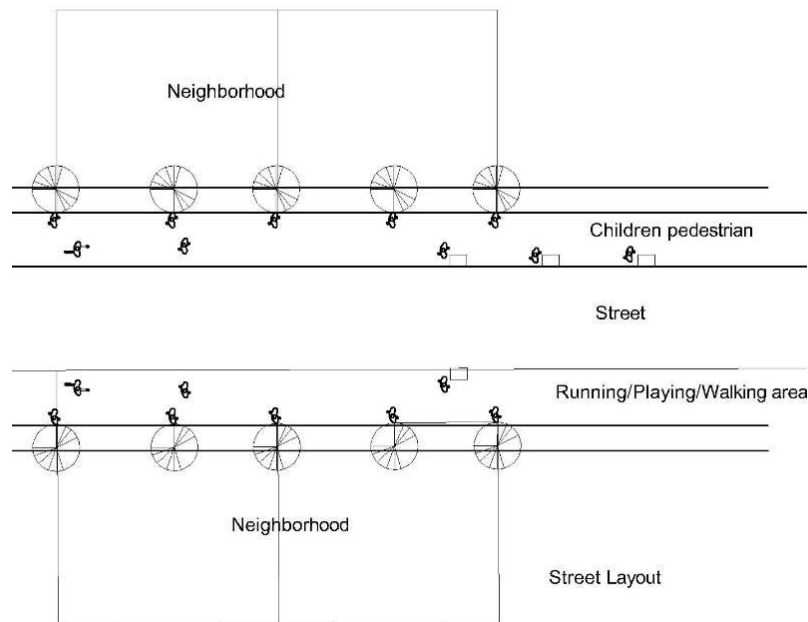 Neighborhood
Children pedestrian
Street
Running/Playing/Walking area
Neighborhood
Street Layout